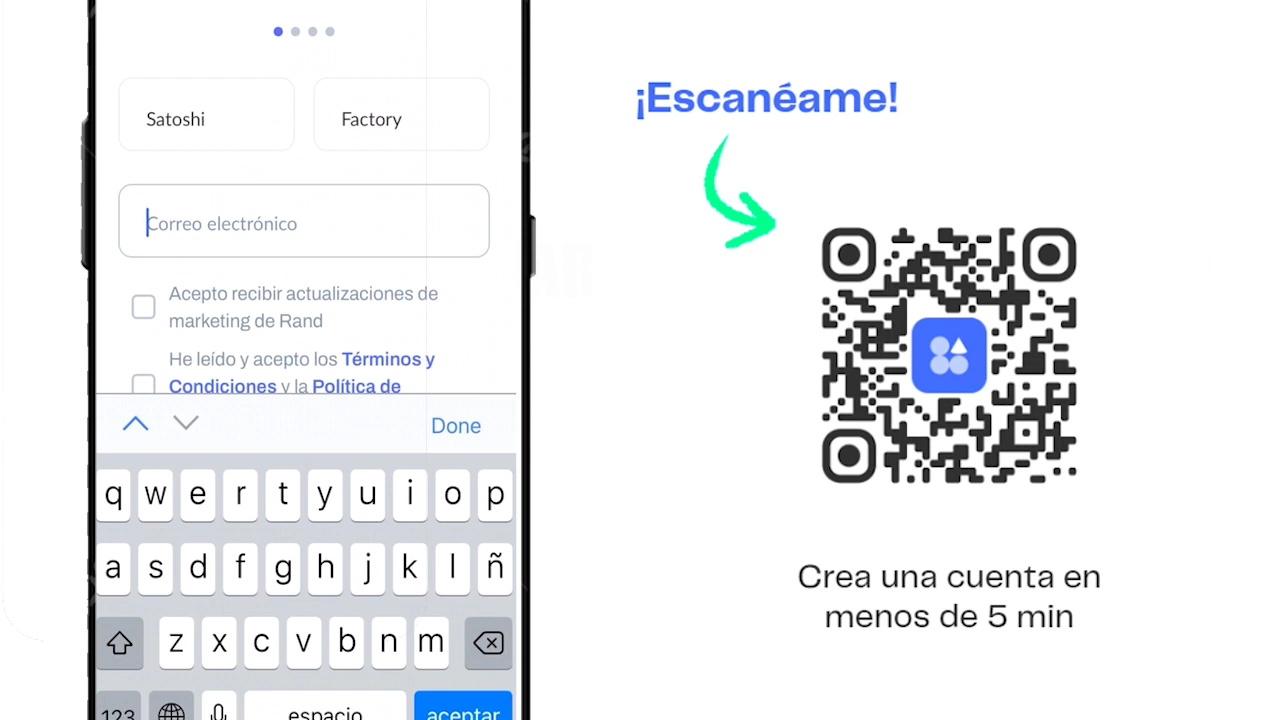 Satoshi
Factory
Correo electrónico
Acepto recibir actualizaciones de
marketing de Rand
He leído y acepto los Términos y
Condiciones y la Política de
Done
q w e r t y u i o p
a s d f g h j k l ñ
z x c v b n m
123
espacio
aceptar
¡Escanéame!
Crea una cuenta en
menos de 5 min